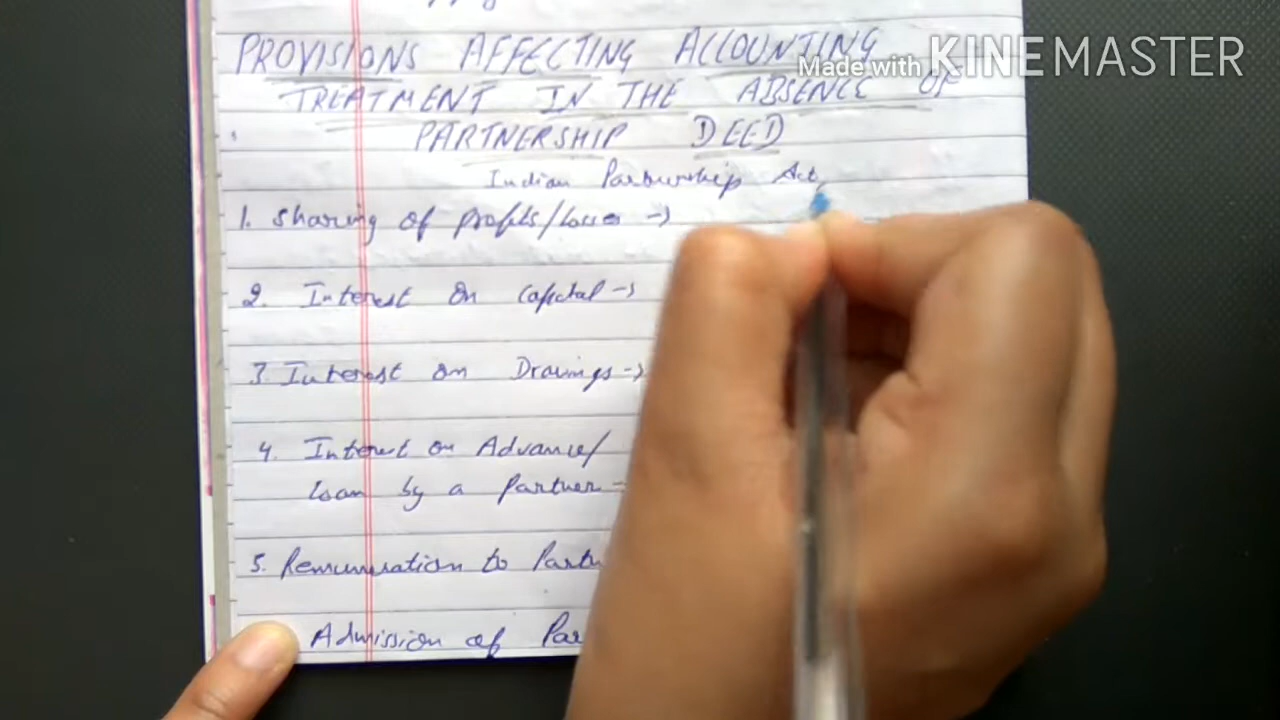 PROVISIONS AFFECTING ACCOUNTING
Made with KINEMASTER
TREATMENT IN THE ABSENCE OF
PARTNERSHIP DEED
Indian Partnership Act,
1. Sharing of profits/losses →
2. Interest on Capital →
3. Interest on Drawings →
4. Interest on Advance/
loan by a Partner -
5. Remuneration to Partn
Admission of Par